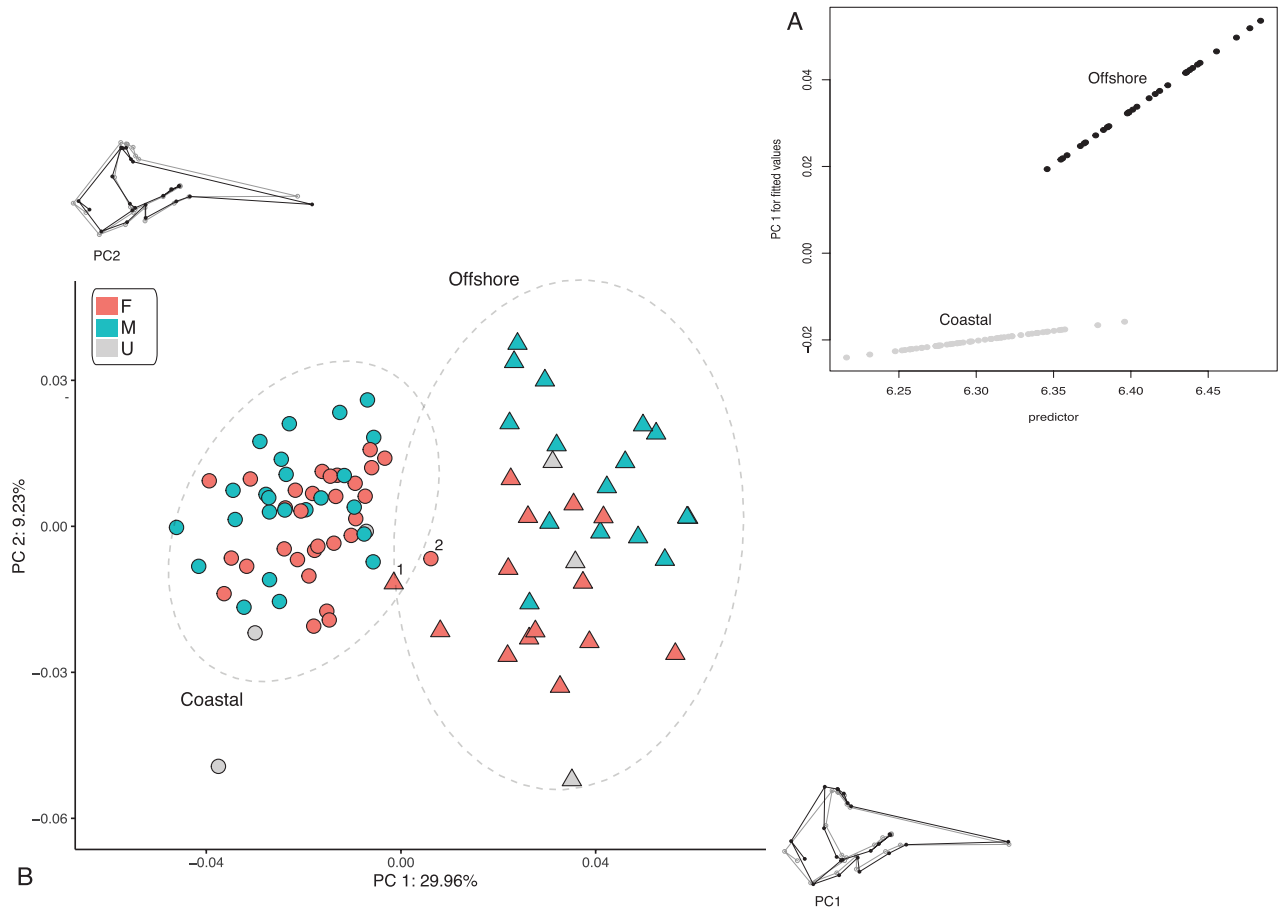 A
Offshore
Coastal
PC 1 for fitted values
0.04
0.02
0.00
−0.02
6.25 6.30 6.35 6.40 6.45
predictor
PC2
F
M
U
Offshore
Coastal
1
2
PC 2: 9.23%
0.03
-
0.00
−0.03
−0.06
−0.04 0.00 0.04
PC 1: 29.96%
B
PC1